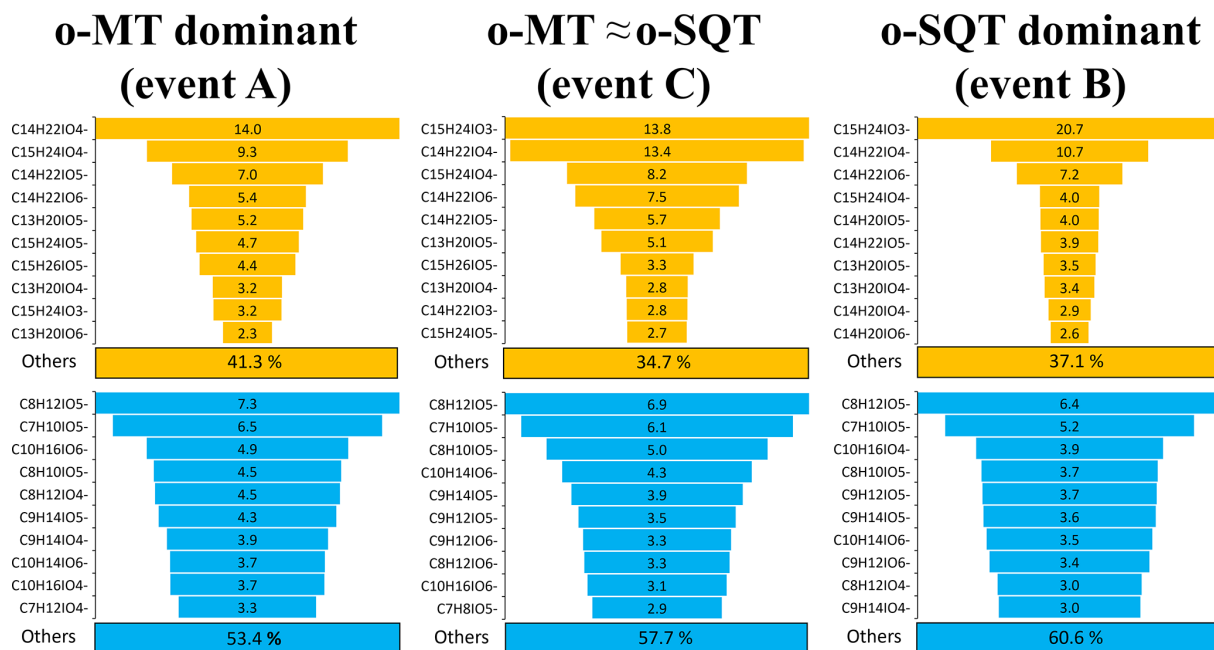 o-MT dominant
(event A)
C14H22IO4- 14.0
C15H24IO4- 9.3
C14H22IO5- 7.0
C14H22IO6- 5.4
C13H20IO5- 5.2
C15H24IO5- 4.7
C15H26IO5- 4.4
C13H20IO4- 3.2
C15H24IO3- 3.2
C13H20IO6- 2.3
Others 41.3 %
C8H12IO5- 7.3
C7H10IO5- 6.5
C10H16IO6- 4.9
C8H10IO5- 4.5
C8H12IO4- 4.5
C9H14IO5- 4.3
C9H14IO4- 3.9
C10H14IO6- 3.7
C10H16IO4- 3.7
C7H12IO4- 3.3
Others 53.4 %
o-MT ≈ o-SQT
(event C)
C15H24IO3- 13.8
C14H22IO4- 13.4
C15H24IO4- 8.2
C14H22IO6- 7.5
C14H22IO5- 5.7
C13H20IO5- 5.1
C15H26IO5- 3.3
C13H20IO4- 2.8
C14H22IO3- 2.8
C15H24IO5- 2.7
Others 34.7 %
C8H12IO5- 6.9
C7H10IO5- 6.1
C8H10IO5- 5.0
C10H14IO6- 4.3
C9H14IO5- 3.9
C9H12IO5- 3.5
C9H12IO6- 3.3
C8H12IO6- 3.3
C10H16IO6- 3.1
C7H8IO5- 2.9
Others 57.7 %
o-SQT dominant
(event B)
C15H24IO3- 20.7
C14H22IO4- 10.7
C14H22IO6- 7.2
C15H24IO4- 4.0
C14H20IO5- 4.0
C14H22IO5- 3.9
C13H20IO5- 3.5
C13H20IO4- 3.4
C14H20IO4- 2.9
C14H20IO6- 2.6
Others 37.1 %
C8H12IO5- 6.4
C7H10IO5- 5.2
C10H16IO4- 3.9
C8H10IO5- 3.7
C9H12IO5- 3.7
C9H14IO5- 3.6
C10H14IO6- 3.5
C9H12IO6- 3.4
C8H12IO4- 3.0
C9H14IO4- 3.0
Others 60.6 %